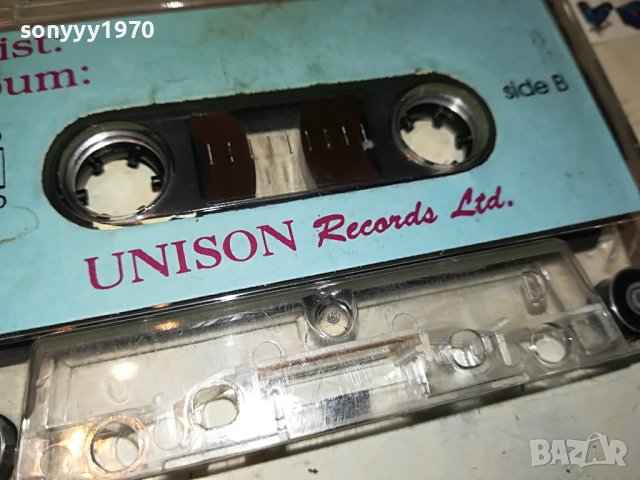 sonyyy1970
ist:
bum:
side B
UNISON Records Ltd.
D
BAZAR